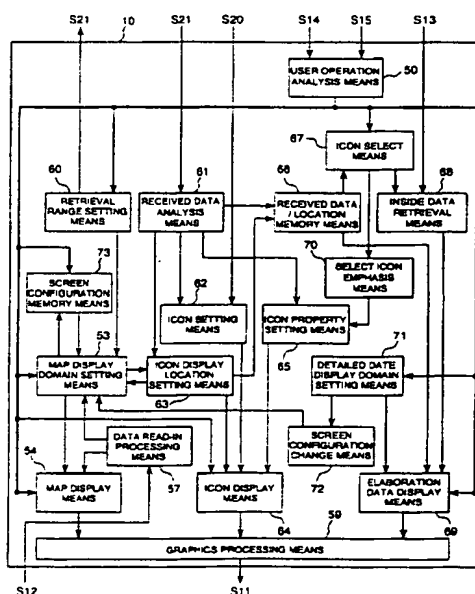 S21 10 S21 S20 S14 S15 S13
USER OPERATION
ANALYSIS MEANS
50
67
ICON SELECT
MEANS
60
RETRIEVAL
RANGE SETTING
MEANS
61
RECEIVED DATA
ANALYSIS MEANS
66
RECEIVED DATA
/ LOCATION
MEMORY MEANS
68
INSIDE DATA
RETRIEVAL MEANS
73
SCREEN
CONFIGURATION
MEMORY MEANS
62
ICON SETTING
MEANS
70
SELECT ICON
EMPHASIS MEANS
53
MAP DISPLAY
DOMAIN SETTING
MEANS
ICON DISPLAY
LOCATION
SETTING MEANS
63
ICON PROPERTY
SETTING MEANS
65
71
DETAILED DATE
DISPLAY DOMAIN
SETTING MEANS
54
MAP DISPLAY
MEANS
DATA READ-IN
PROCESSING
MEANS
57
ICON DISPLAY
MEANS
64
SCREEN
CONFIGURATION
CHANGE MEANS
72
ELABORATION
DATA DISPLAY
MEANS
69
59
GRAPHICS PROCESSING MEANS
S12 S11